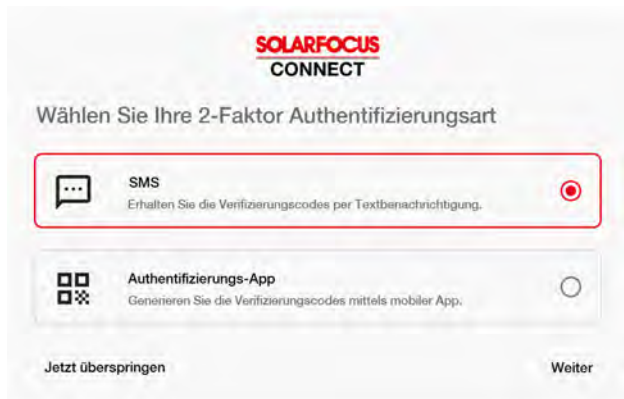 SOLARFOCUS
CONNECT
Wählen Sie Ihre 2-Faktor Authentifizierungsart
SMS
Erhalten Sie die Verifizierungscodes per Textbenachrichtigung.
Authentifizierungs-App
Generieren Sie die Verifizierungscodes mittels mobiler App.
Jetzt überspringen
Weiter